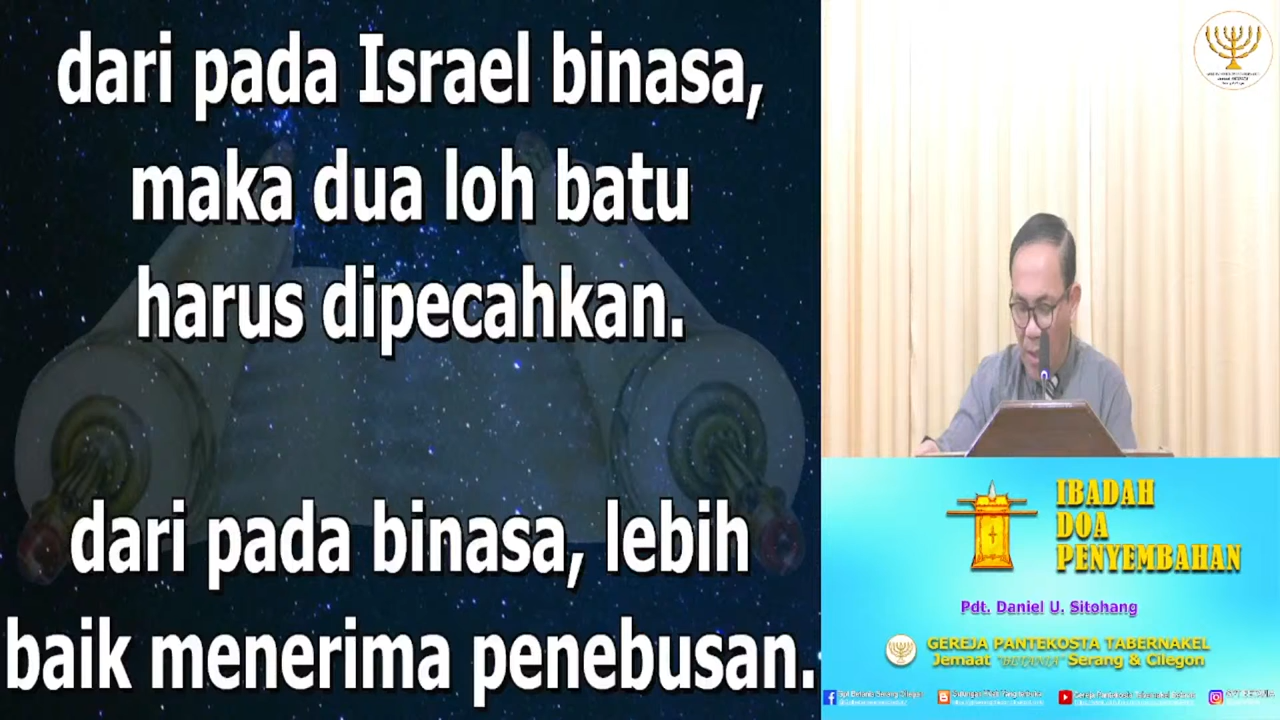 dari pada Israel binasa,
maka dua loh batu
harus dipecahkan.
dari pada binasa, lebih
baik menerima penebusan.
IBADAH
DOA
PENYEMBAHAN
Pdt. Daniel U. Sitohang
GEREJA PANTEKOSTA TABERNAKEL
Jemaat "BETANIA" Serang & Cilegon